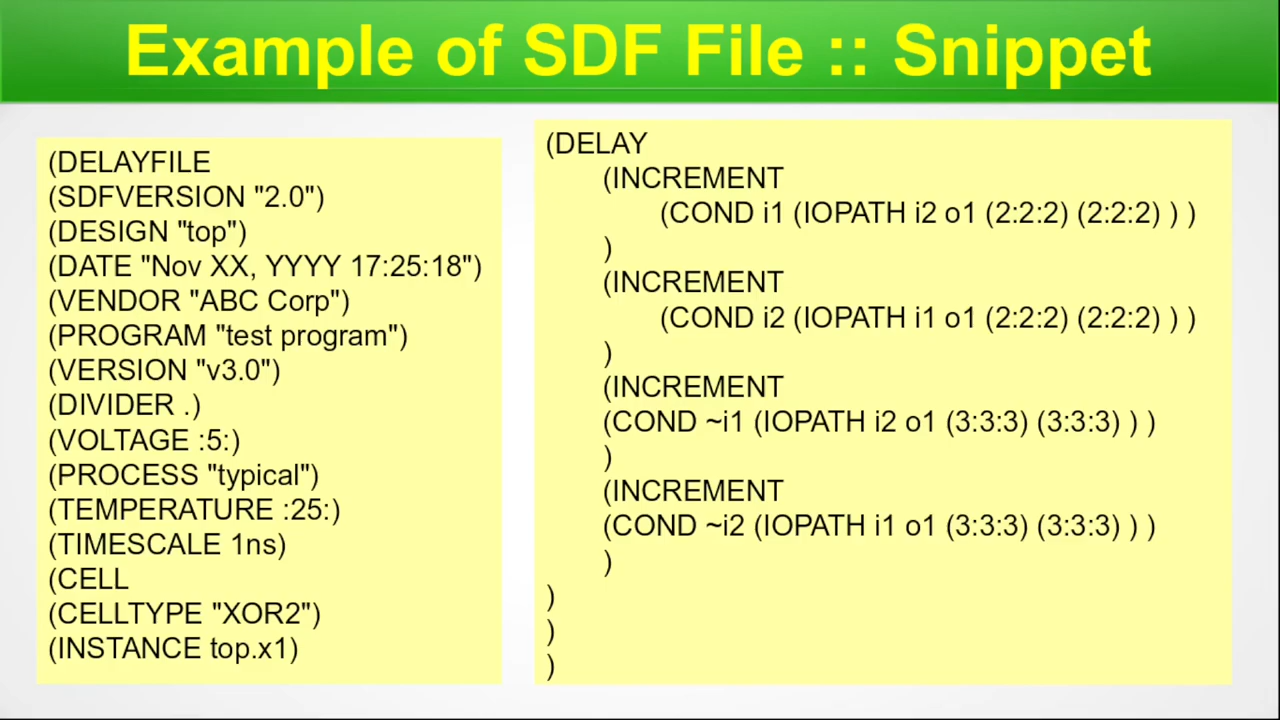 Example of SDF File :: Snippet
(DELAYFILE
(SDFVERSION "2.0")
(DESIGN "top")
(DATE "Nov XX, YYYY 17:25:18")
(VENDOR "ABC Corp")
(PROGRAM "test program")
(VERSION "v3.0")
(DIVIDER .)
(VOLTAGE :5:)
(PROCESS "typical")
(TEMPERATURE :25:)
(TIMESCALE 1ns)
(CELL
(CELLTYPE "XOR2")
(INSTANCE top.x1)
(DELAY
(INCREMENT
(COND i1 (IOPATH i2 o1 (2:2:2) (2:2:2) ) )
)
(INCREMENT
(COND i2 (IOPATH i1 o1 (2:2:2) (2:2:2) ) )
)
(INCREMENT
(COND ~i1 (IOPATH i2 o1 (3:3:3) (3:3:3) ) )
)
(INCREMENT
(COND ~i2 (IOPATH i1 o1 (3:3:3) (3:3:3) ) )
)
)
)
)